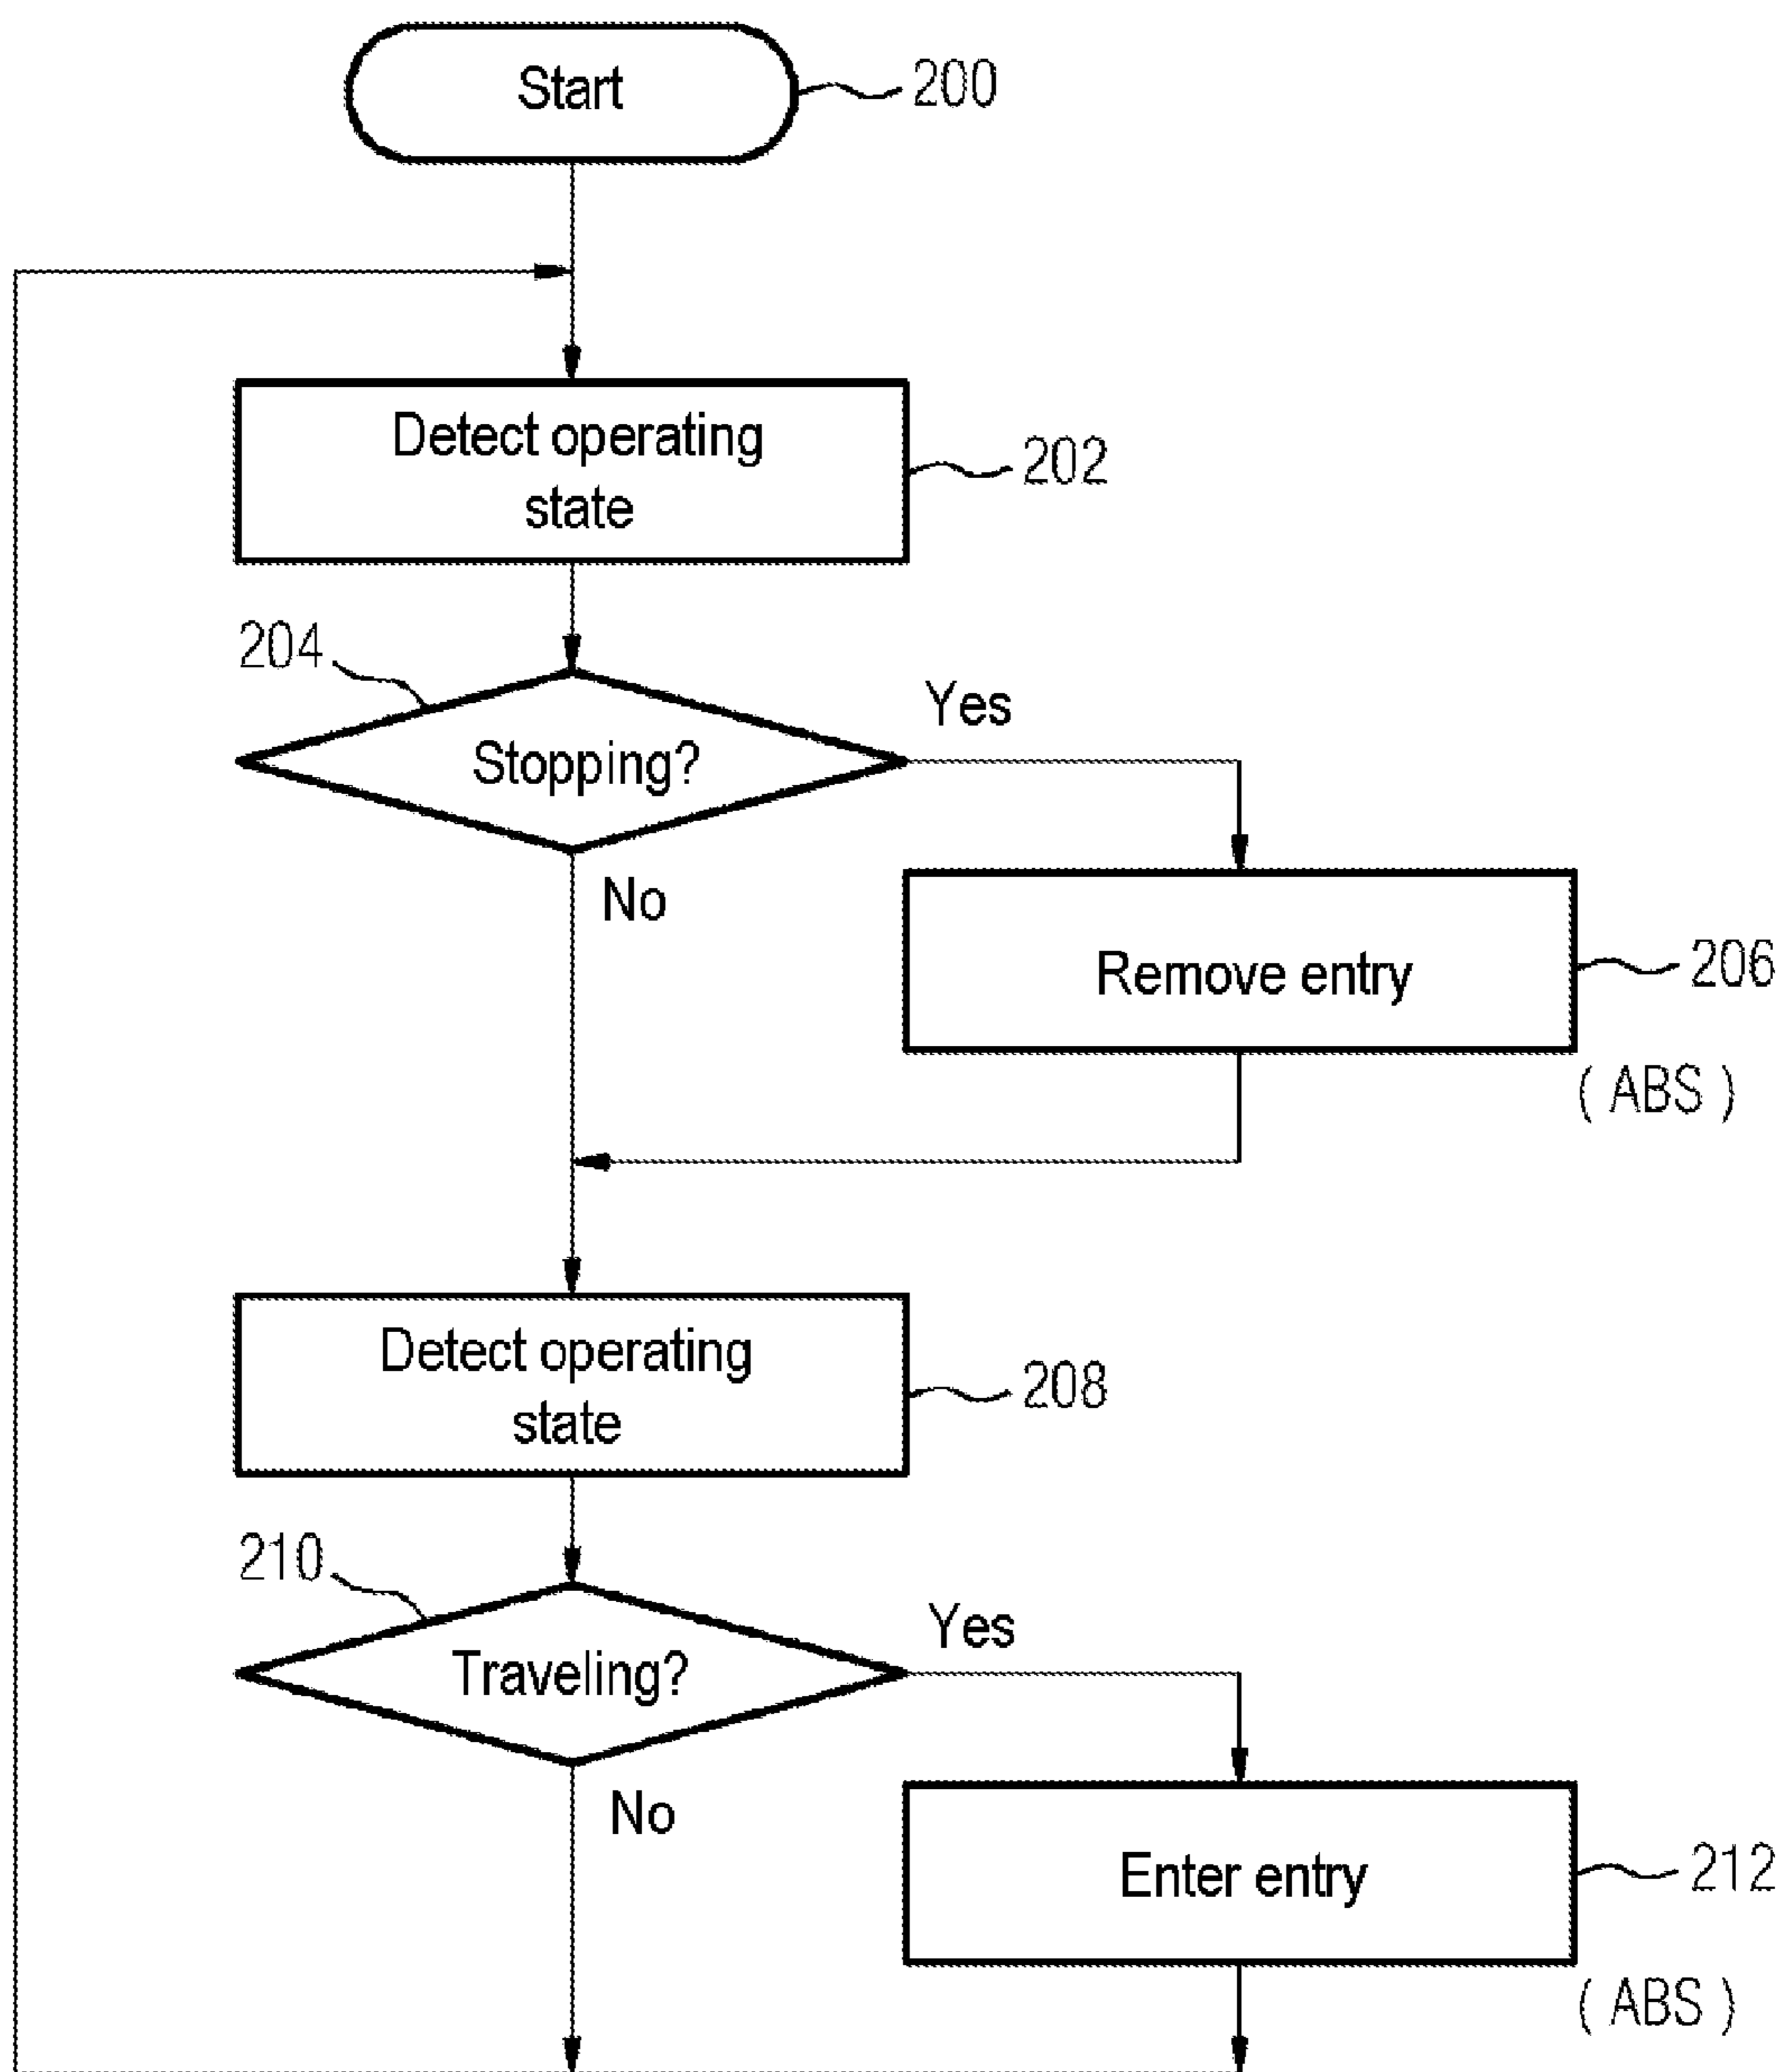 Start
200
Detect operating
state
202
204
Stopping?
Yes
No
Remove entry
206
( ABS )
Detect operating
state
208
210
Traveling?
Yes
No
Enter entry
212
( ABS )